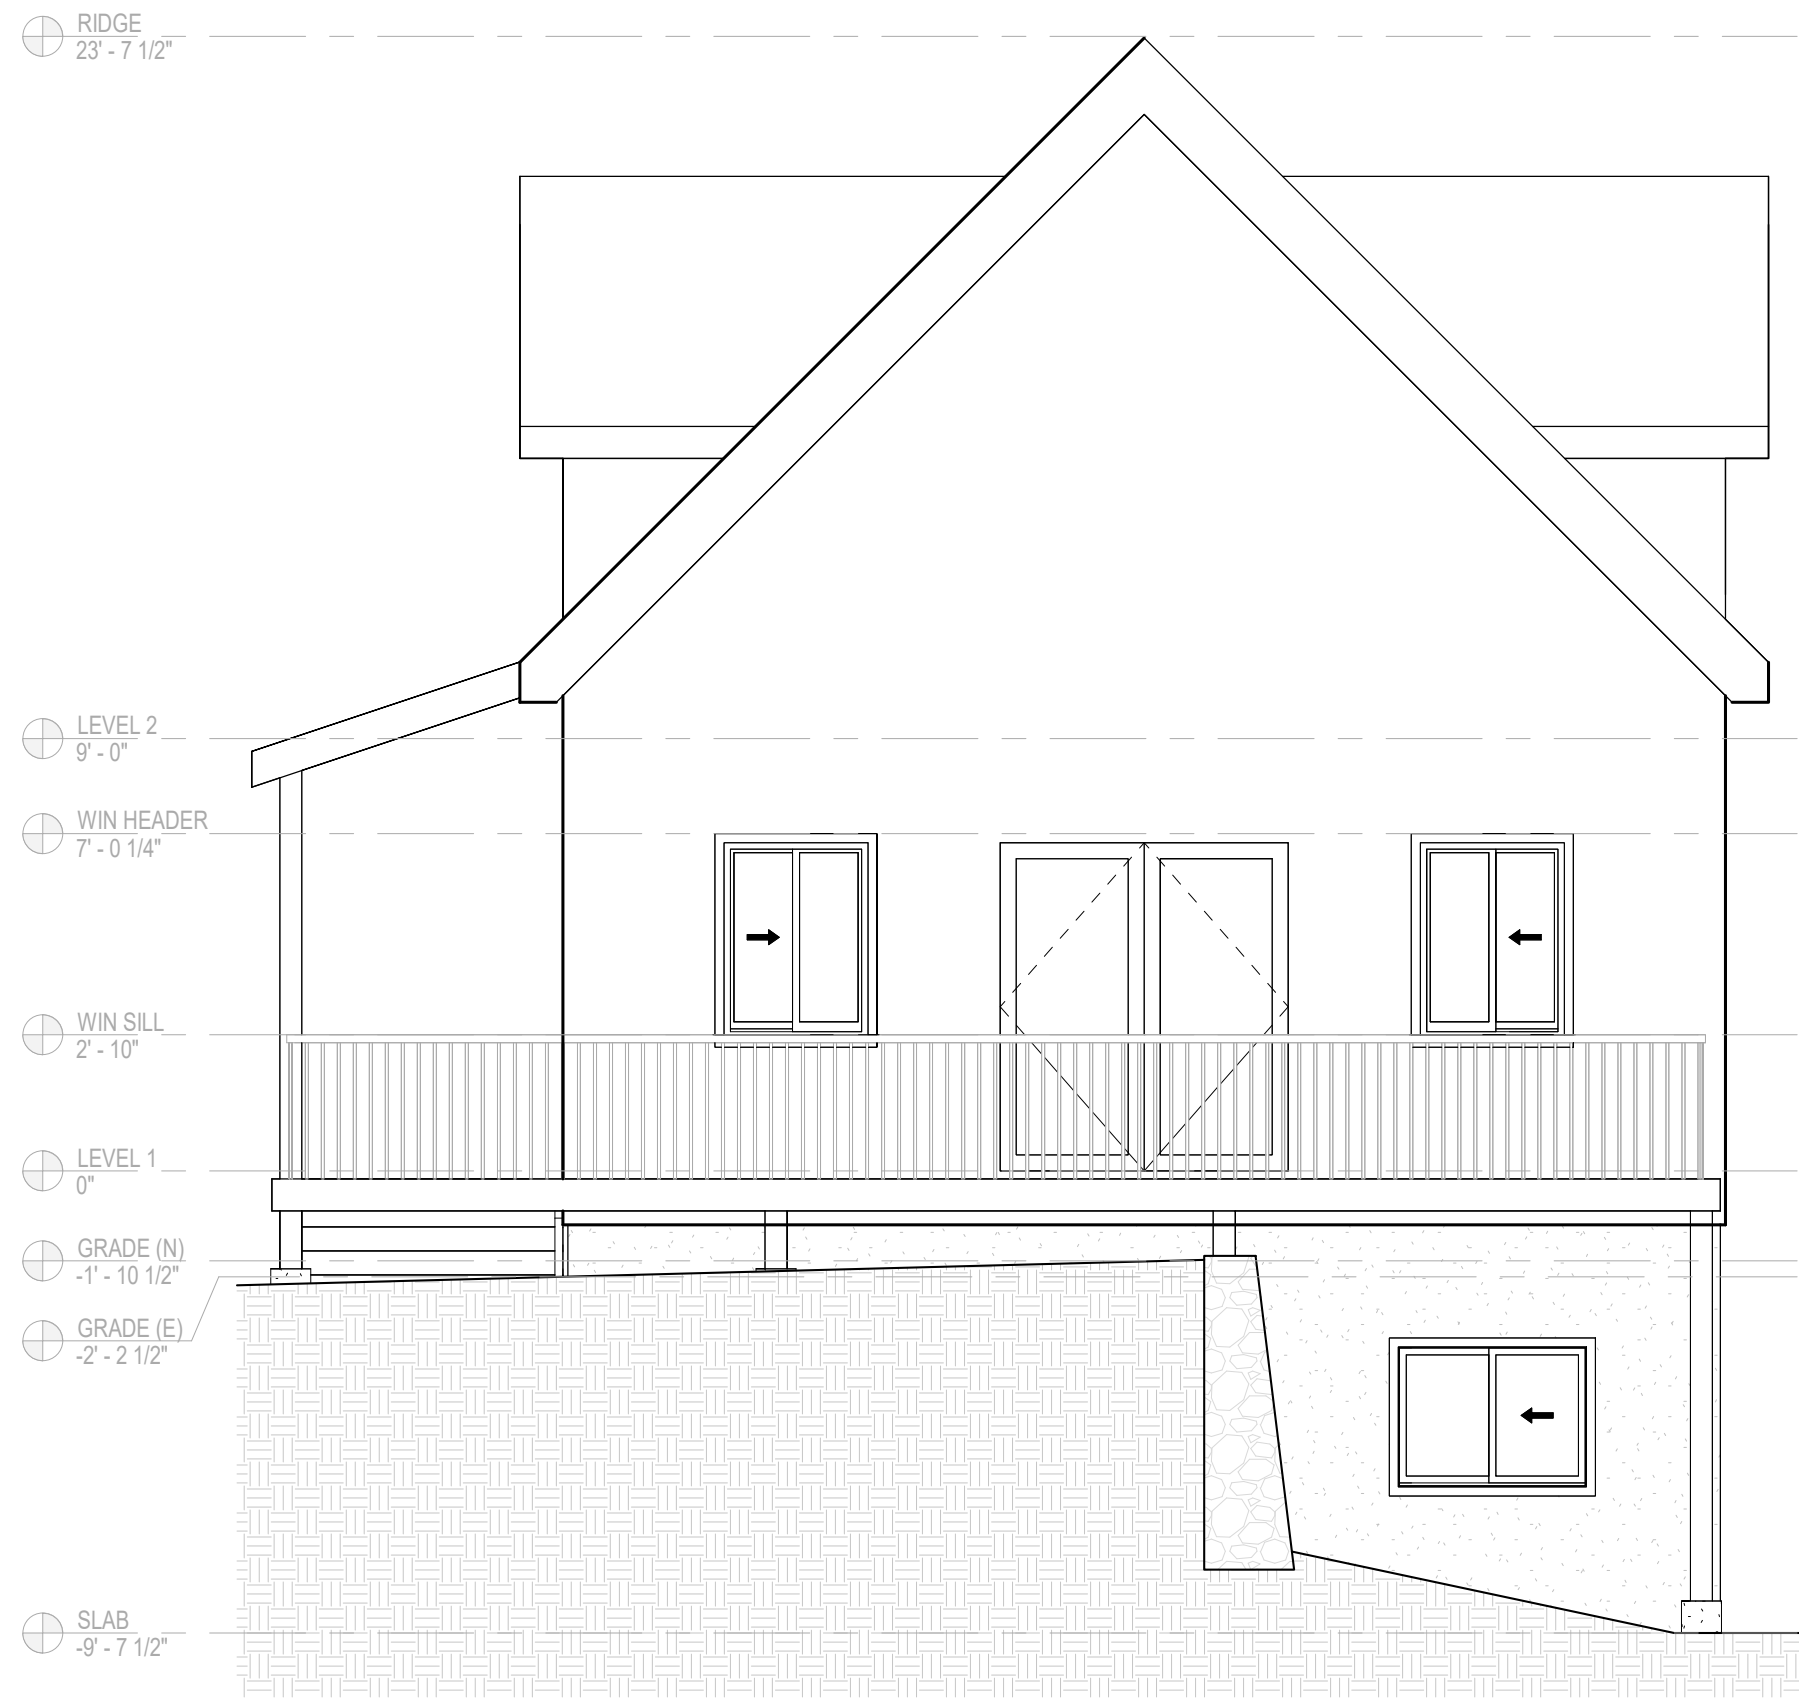 RIDGE
23' - 7 1/2"
LEVEL 2
9' - 0"
WIN HEADER
7' - 0 1/4"
WIN SILL
2' - 10"
LEVEL 1
0"
GRADE (N)
-1' - 10 1/2"
GRADE (E)
-2' - 2 1/2"
SLAB
-9' - 7 1/2"